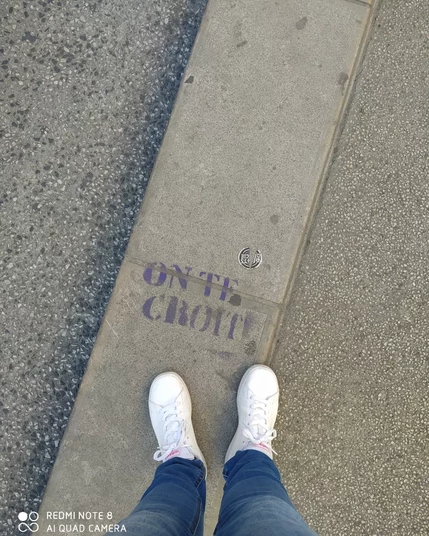 ON TE
CROIT
REDMI NOTE 8
AI QUAD CAMERA